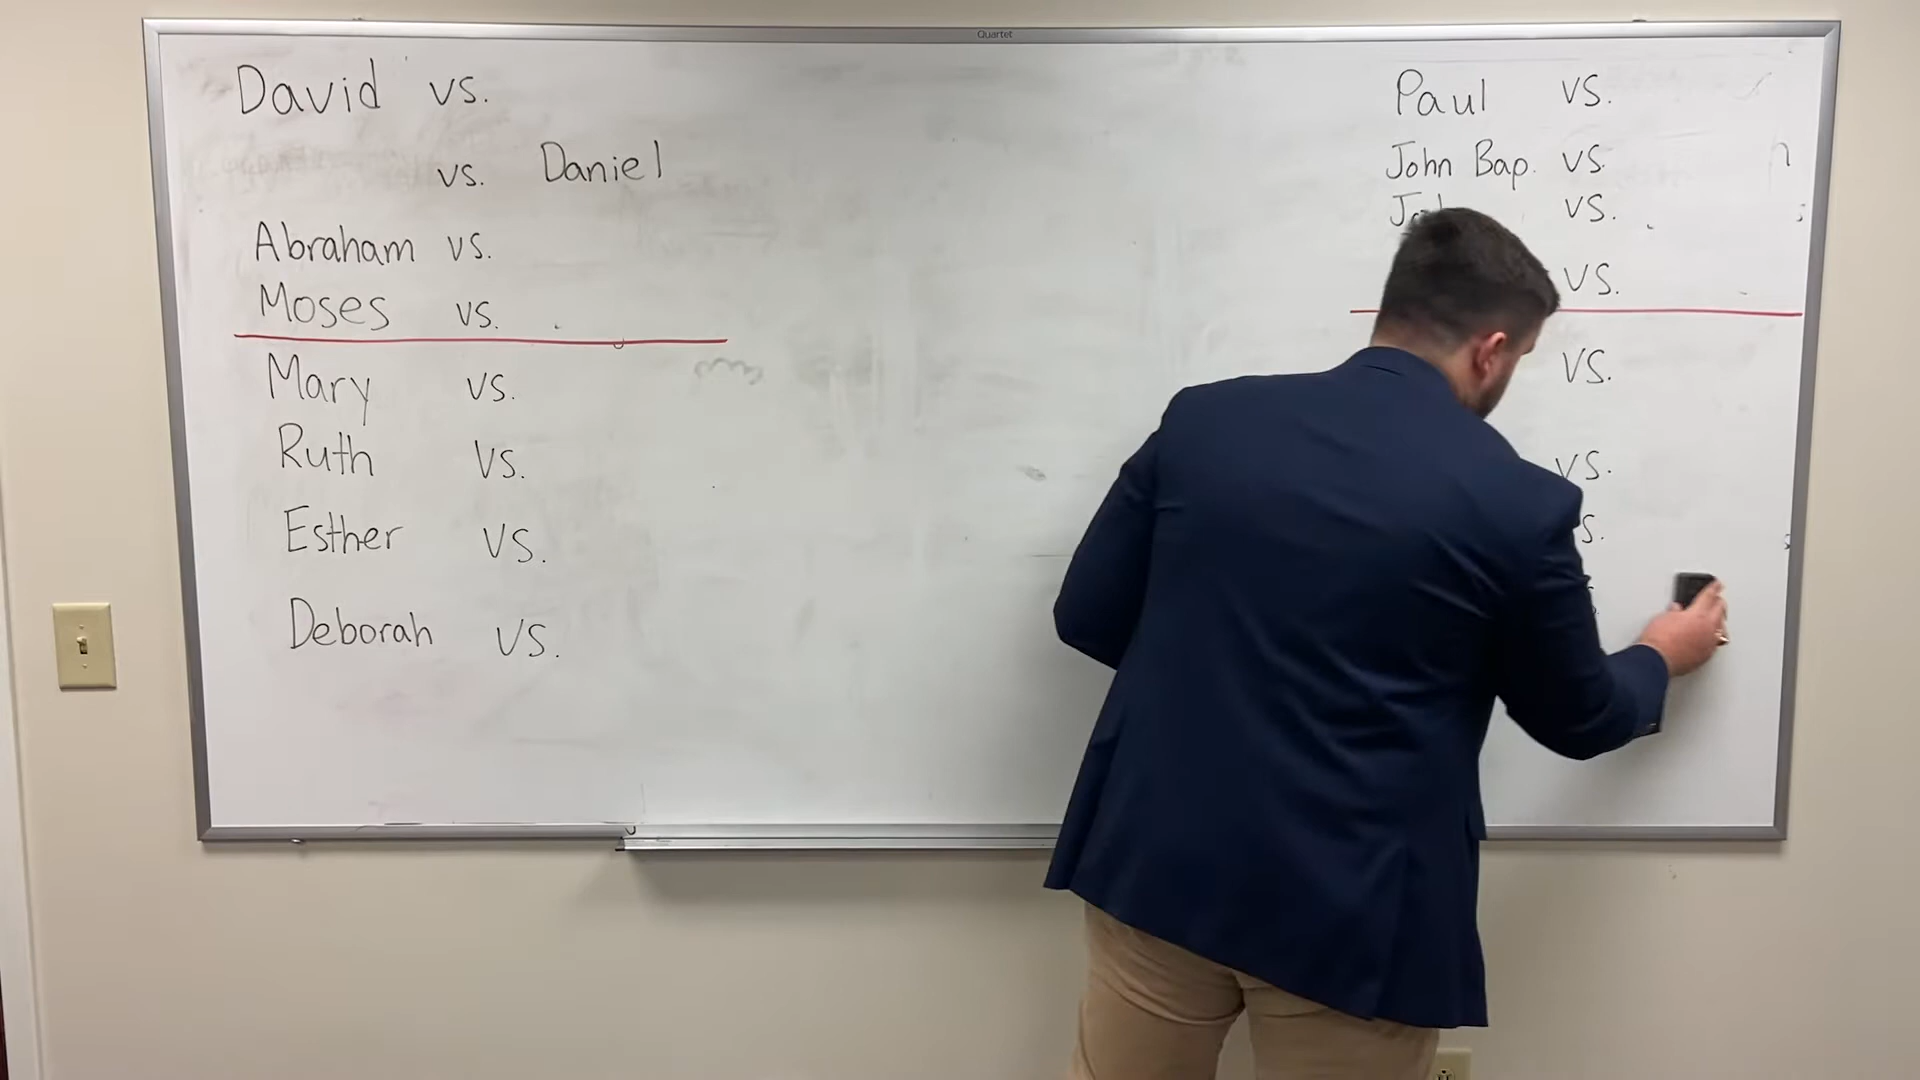 Quartet
David vs.
vs. Daniel
Abraham vs.
Moses vs.
Mary vs.
Ruth vs.
Esther vs.
Deborah vs.
Paul vs.
John Bap. vs.
vs.
vs.
vs.
vs.
s.